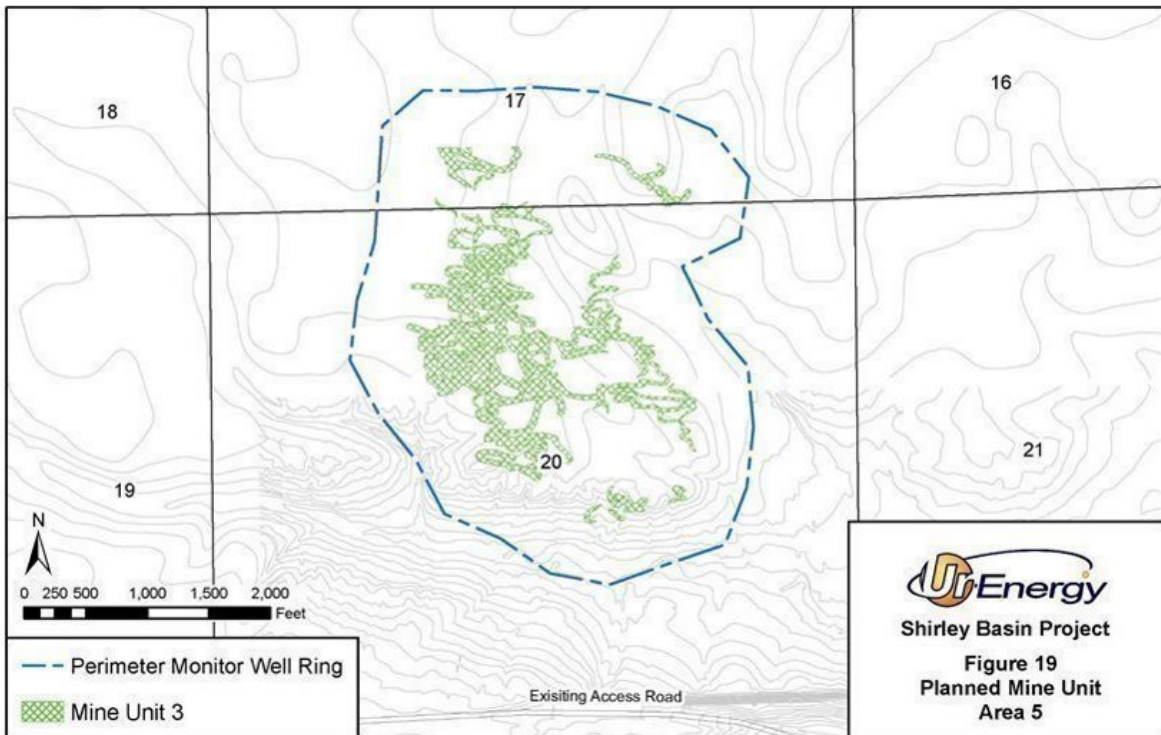 17
16
18
20
21
19
N
0 250 500 1,000 1,500 2,000
Feet
Perimeter Monitor Well Ring
Mine Unit 3
Exisiting Access Road
Ur-Energy
Shirley Basin Project
Figure 19
Planned Mine Unit
Area 5